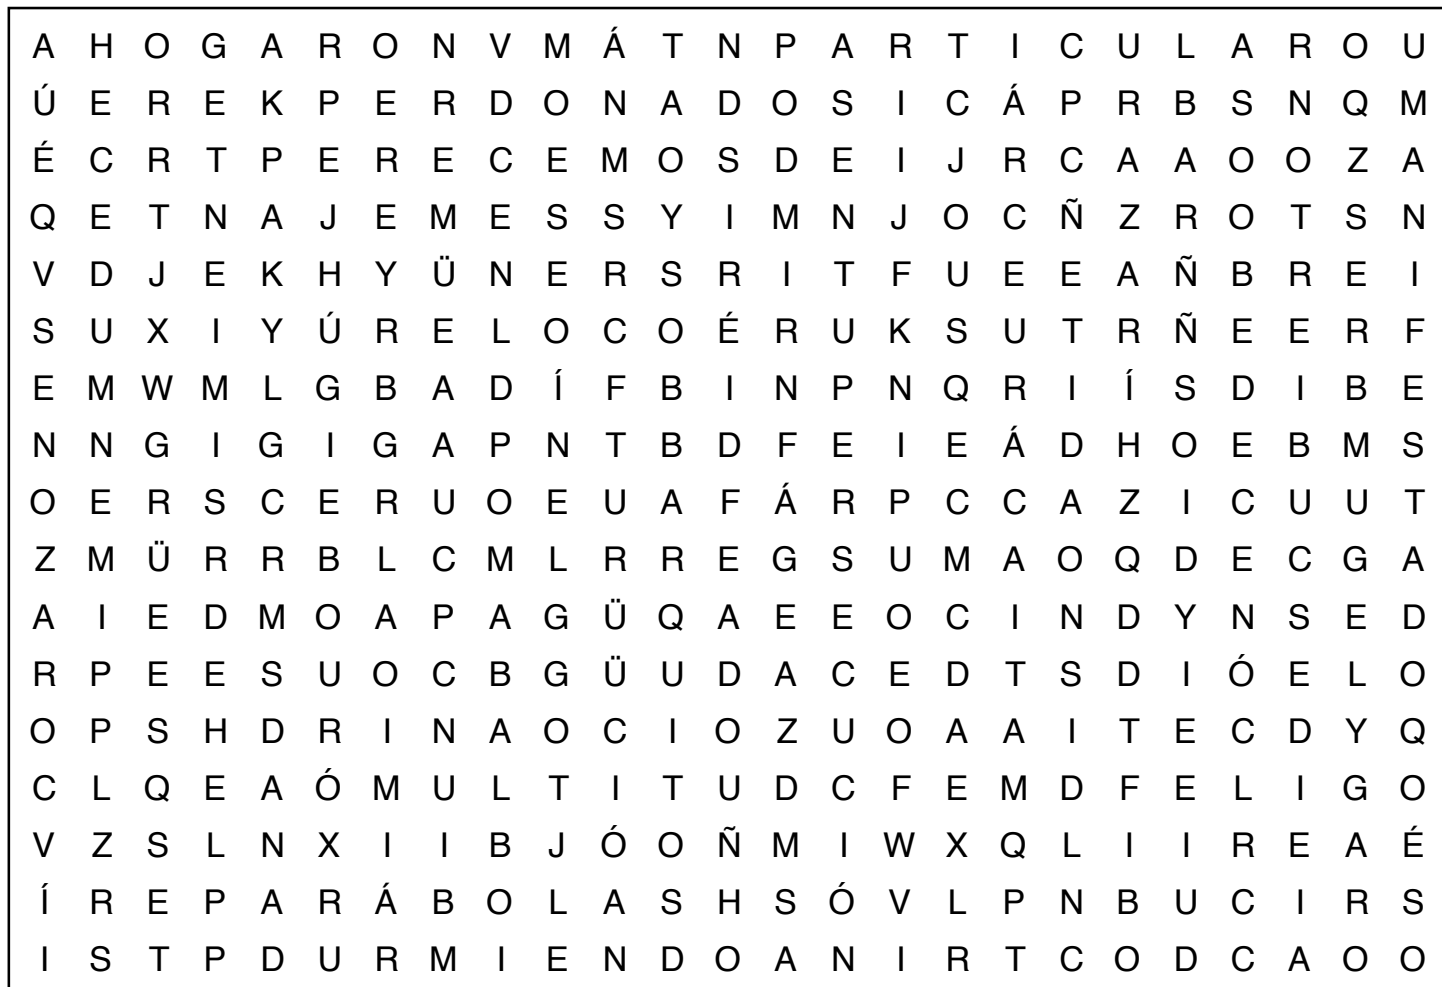 A H O G A R O N V M Á T N P A R T I C U L A R O U
Ú E R E K P E R D O N A D O S I C Á P R B S N Q M
É C R T P E R E C E M O S D E I J R C A A O O Z A
Q E T N A J E M E S S Y I M N J O C Ñ Z R O T S N
V D J E K H Y Ü N E R S R I T F U E E A Ñ B R E I
S U X I Y Ú R E L O C O É R U K S U T R Ñ E E R F
E M W M L G B A D Í F B I N P N Q R I Í S D I B E
N N G I G I G A P N T B D F E I E Á D H O E B M S
O E R S C E R U O E U A F Á R P C C A Z I C U U T
Z M Ü R R B L C M L R R E G S U M A O Q D E C G A
A I E D M O A P A G Ü Q A E E O C I N D Y N S E D
R P E E S U O C B G Ü U D A C E D T S D I Ó E L O
O P S H D R I N A O C I O Z U O A A I T E C D Y Q
C L Q E A Ó M U L T I T U D C F E M D F E L I G O
V Z S L N X I I B J Ó O Ñ M I W X Q L I I R E A É
Í R E P A R Á B O L A S H S Ó V L P N B U C I R S
I S T P D U R M I E N D O A N I R T C O D C A O O